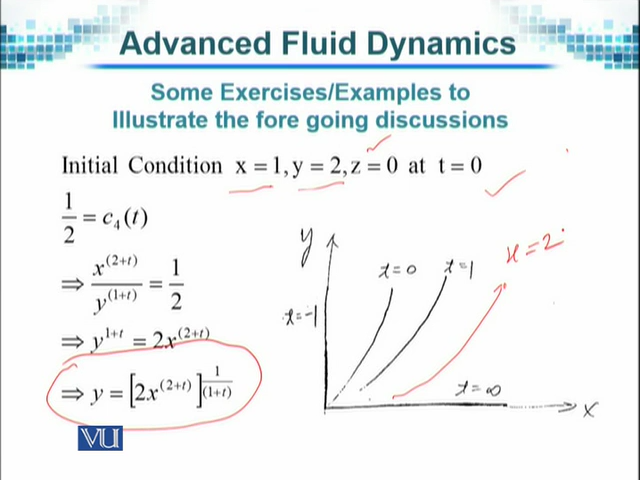 Advanced Fluid Dynamics
Some Exercises/Examples to
Illustrate the fore going discussions
Initial Condition x = 1, y = 2, z = 0 at t = 0
1/2 = c₄(t)
⇒ x^(2+t) / y^(1+t) = 1/2
⇒ y^1+t = 2x^(2+t)
⇒ y = [2x^(2+t)]^1/(1+t)
y
t=0
t=1
x=2
t=-1
t=∞
x
VU